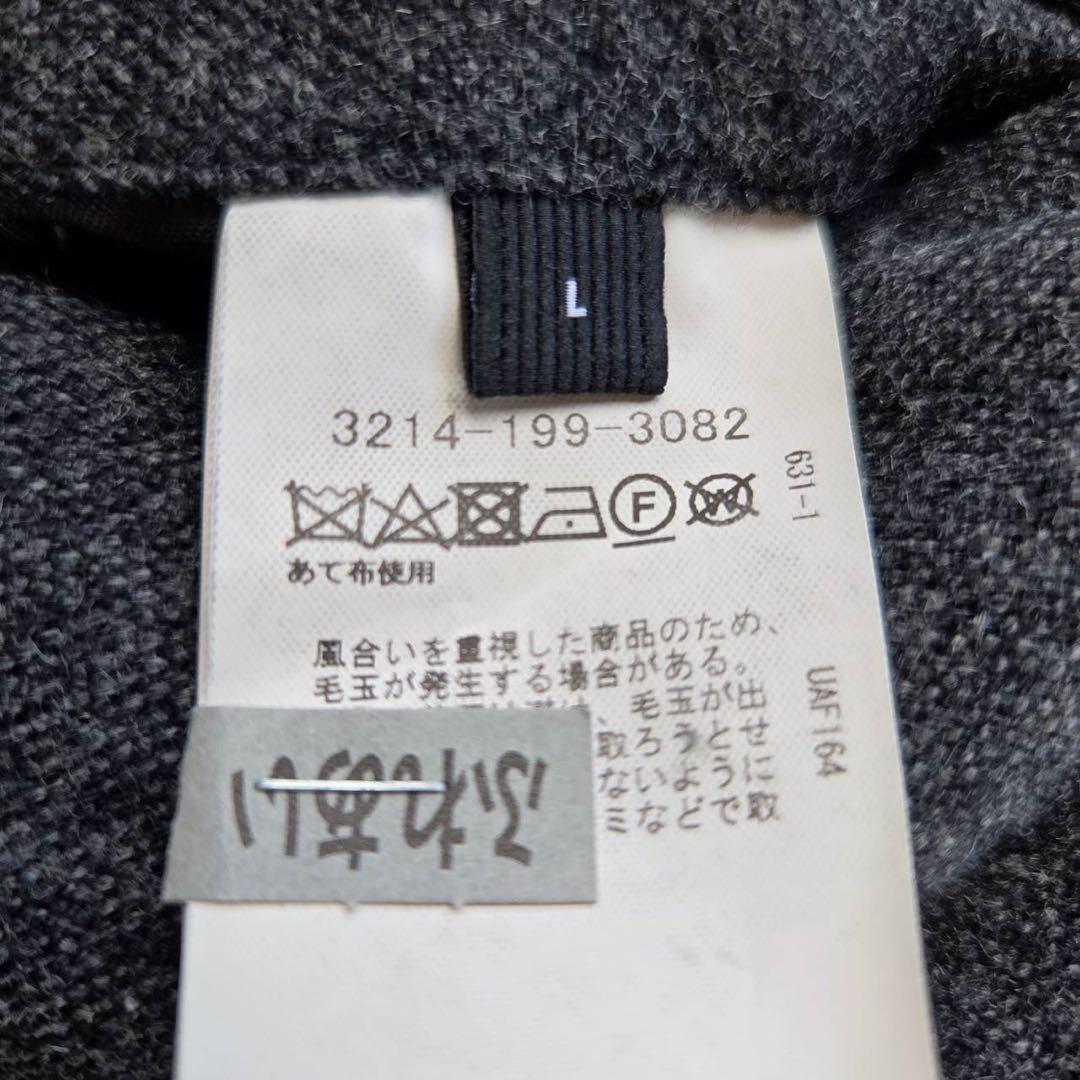 L
3214-199-3082
631-1
F
W
あて布使用
風合いを重視した商品のため、
毛玉が発生する場合がある。
、毛玉が出
取ろうとせ
ないように
ミなどで取
UAF164
ふれあい